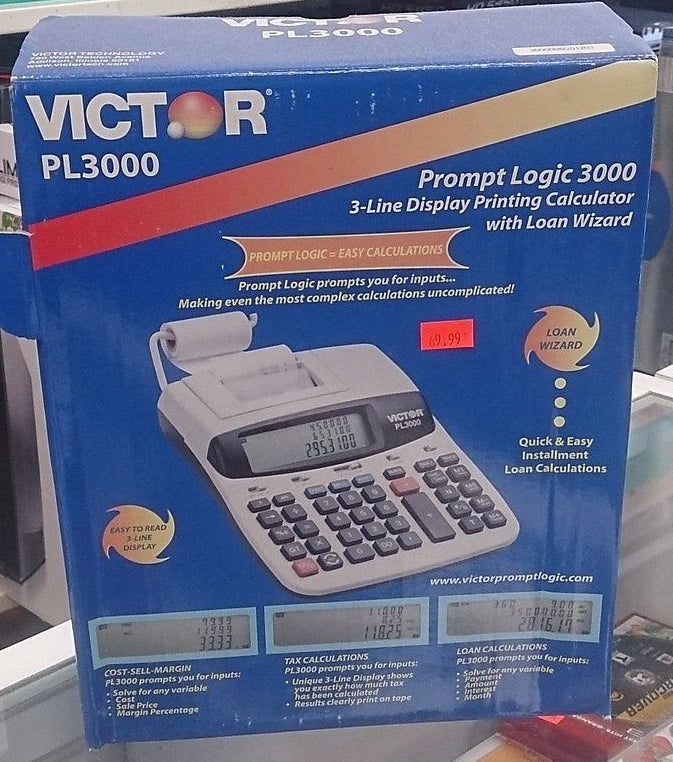 VICTOR
PL3000
VICTOR TECHNOLOGY
VICTOR®
PL3000
Prompt Logic 3000
3-Line Display Printing Calculator
with Loan Wizard
PROMPT LOGIC = EASY CALCULATIONS
Prompt Logic prompts you for inputs...
Making even the most complex calculations uncomplicated!
69.99
LOAN
WIZARD
Quick & Easy
Installment
Loan Calculations
VICTOR
PL3000
EASY TO READ
3-LINE
DISPLAY
www.victorpromptlogic.com
COST-SELL-MARGIN
PL3000 prompts you for inputs:
• Solve for any variable
• Cost
• Sale Price
• Margin Percentage
TAX CALCULATIONS
PL3000 prompts you for inputs:
• Unique 3-Line Display shows
you exactly how much tax
has been calculated
• Results clearly print on tape
LOAN CALCULATIONS
PL3000 prompts you for inputs:
• Solve for any variable
• Payment
• Amount
• Interest
• Month